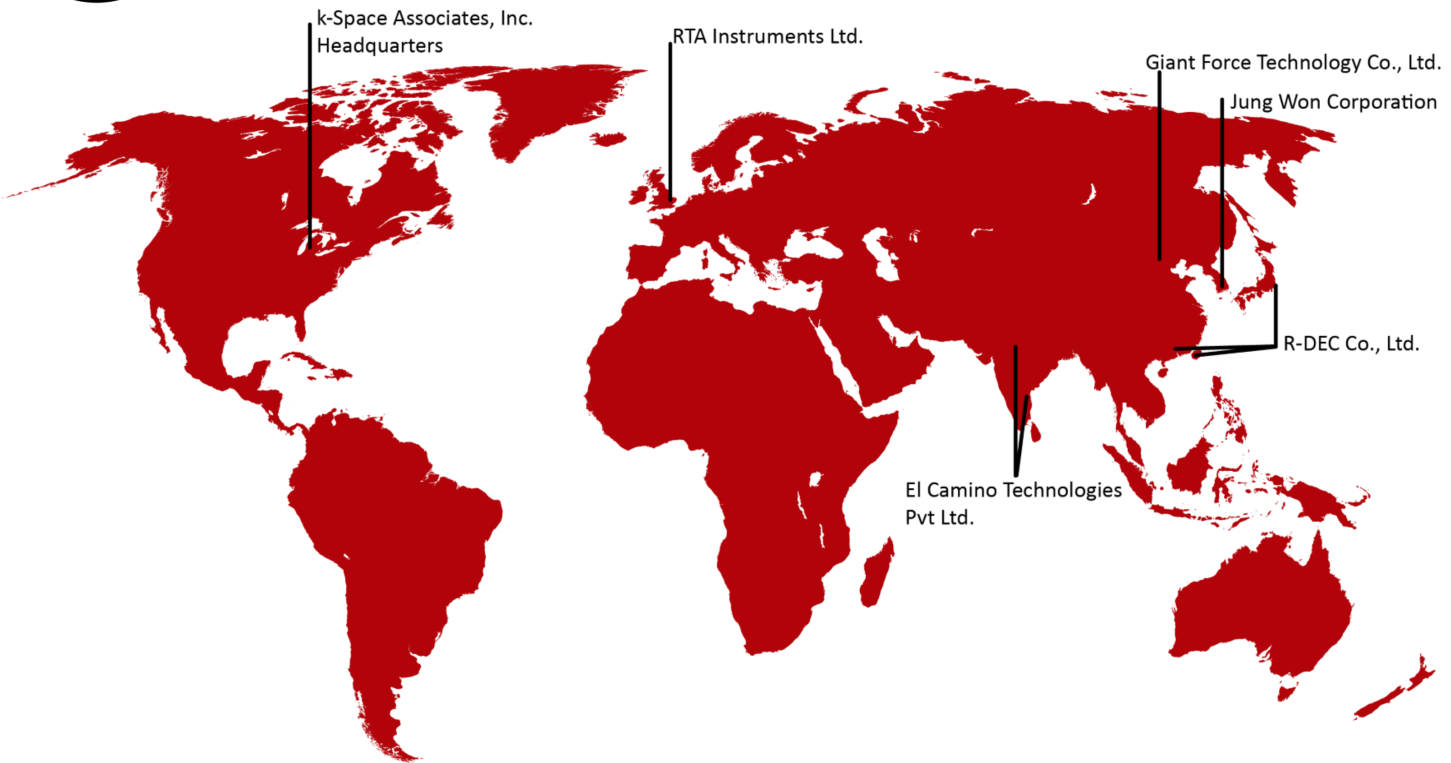 k-Space Associates, Inc.
Headquarters
RTA Instruments Ltd.
Giant Force Technology Co., Ltd.
Jung Won Corporation
R-DEC Co., Ltd.
El Camino Technologies
Pvt Ltd.